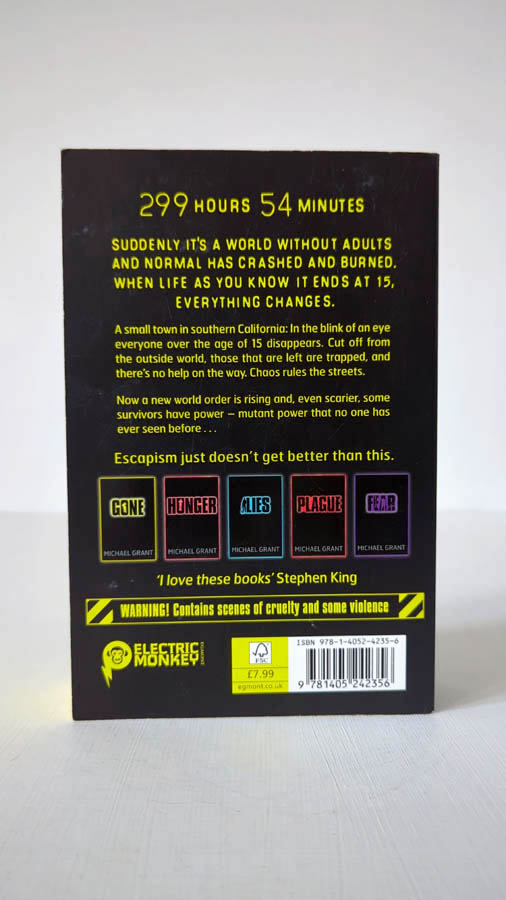 299 HOURS 54 MINUTES
SUDDENLY IT'S A WORLD WITHOUT ADULTS
AND NORMAL HAS CRASHED AND BURNED.
WHEN LIFE AS YOU KNOW IT ENDS AT 15,
EVERYTHING CHANGES.
A small town in southern California: In the blink of an eye
everyone over the age of 15 disappears. Cut off from
the outside world, those that are left are trapped, and
there's no help on the way. Chaos rules the streets.
Now a new world order is rising and, even scarier, some
survivors have power – mutant power that no one has
ever seen before . . .
Escapism just doesn't get better than this.
GONE HUNGER LIES PLAGUE FEAR
MICHAEL GRANT MICHAEL GRANT MICHAEL GRANT MICHAEL GRANT MICHAEL GRANT
'I love these books' Stephen King
WARNING! Contains scenes of cruelty and some violence
ELECTRIC
MONKEY
FSC
£7.99
egmont.co.uk
ISBN 978-1-4052-4235-6
9 781405 242356